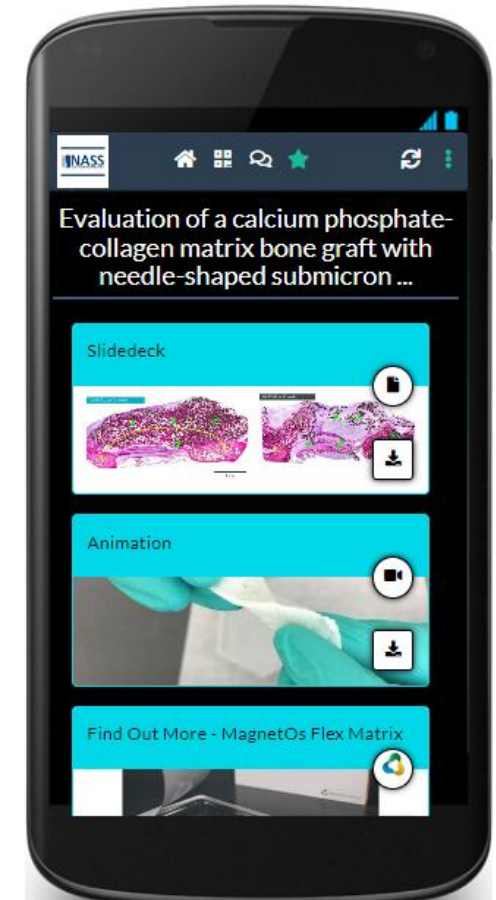 NASS
Evaluation of a calcium phosphate-
collagen matrix bone graft with
needle-shaped submicron ...
Slidedeck
Animation
Find Out More - MagnetOs Flex Matrix